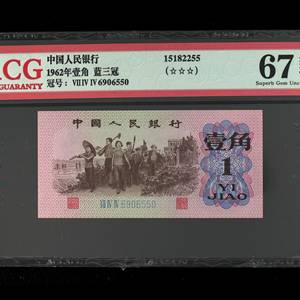 ACG
GUARANTY
中国人民银行
1962年壹角 蓝三冠
冠号：VII IV IV 6906550
15182255
(☆☆☆)
67
Superb Gem Unc
中国人民银行
壹角
1
YI
JIAO
VII IV IV 6906550